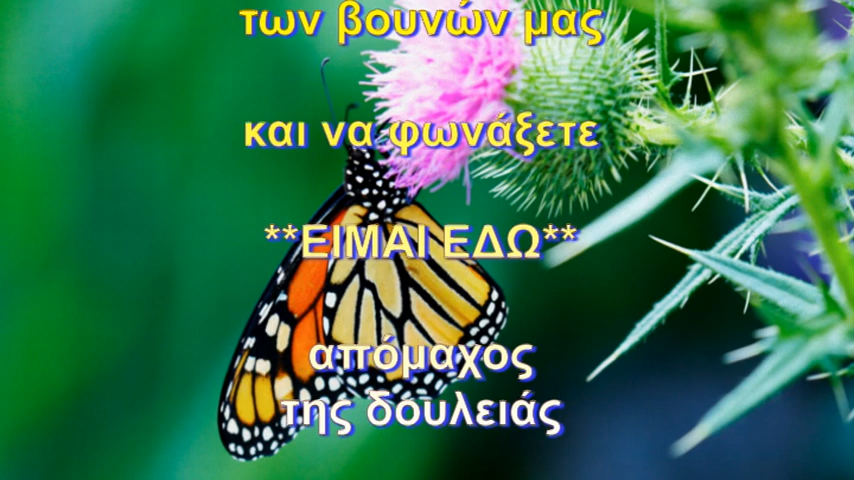 των βουνών μας
και να φωνάξετε
**ΕΙΜΑΙ ΕΔΩ**
απόμαχος
της δουλειάς